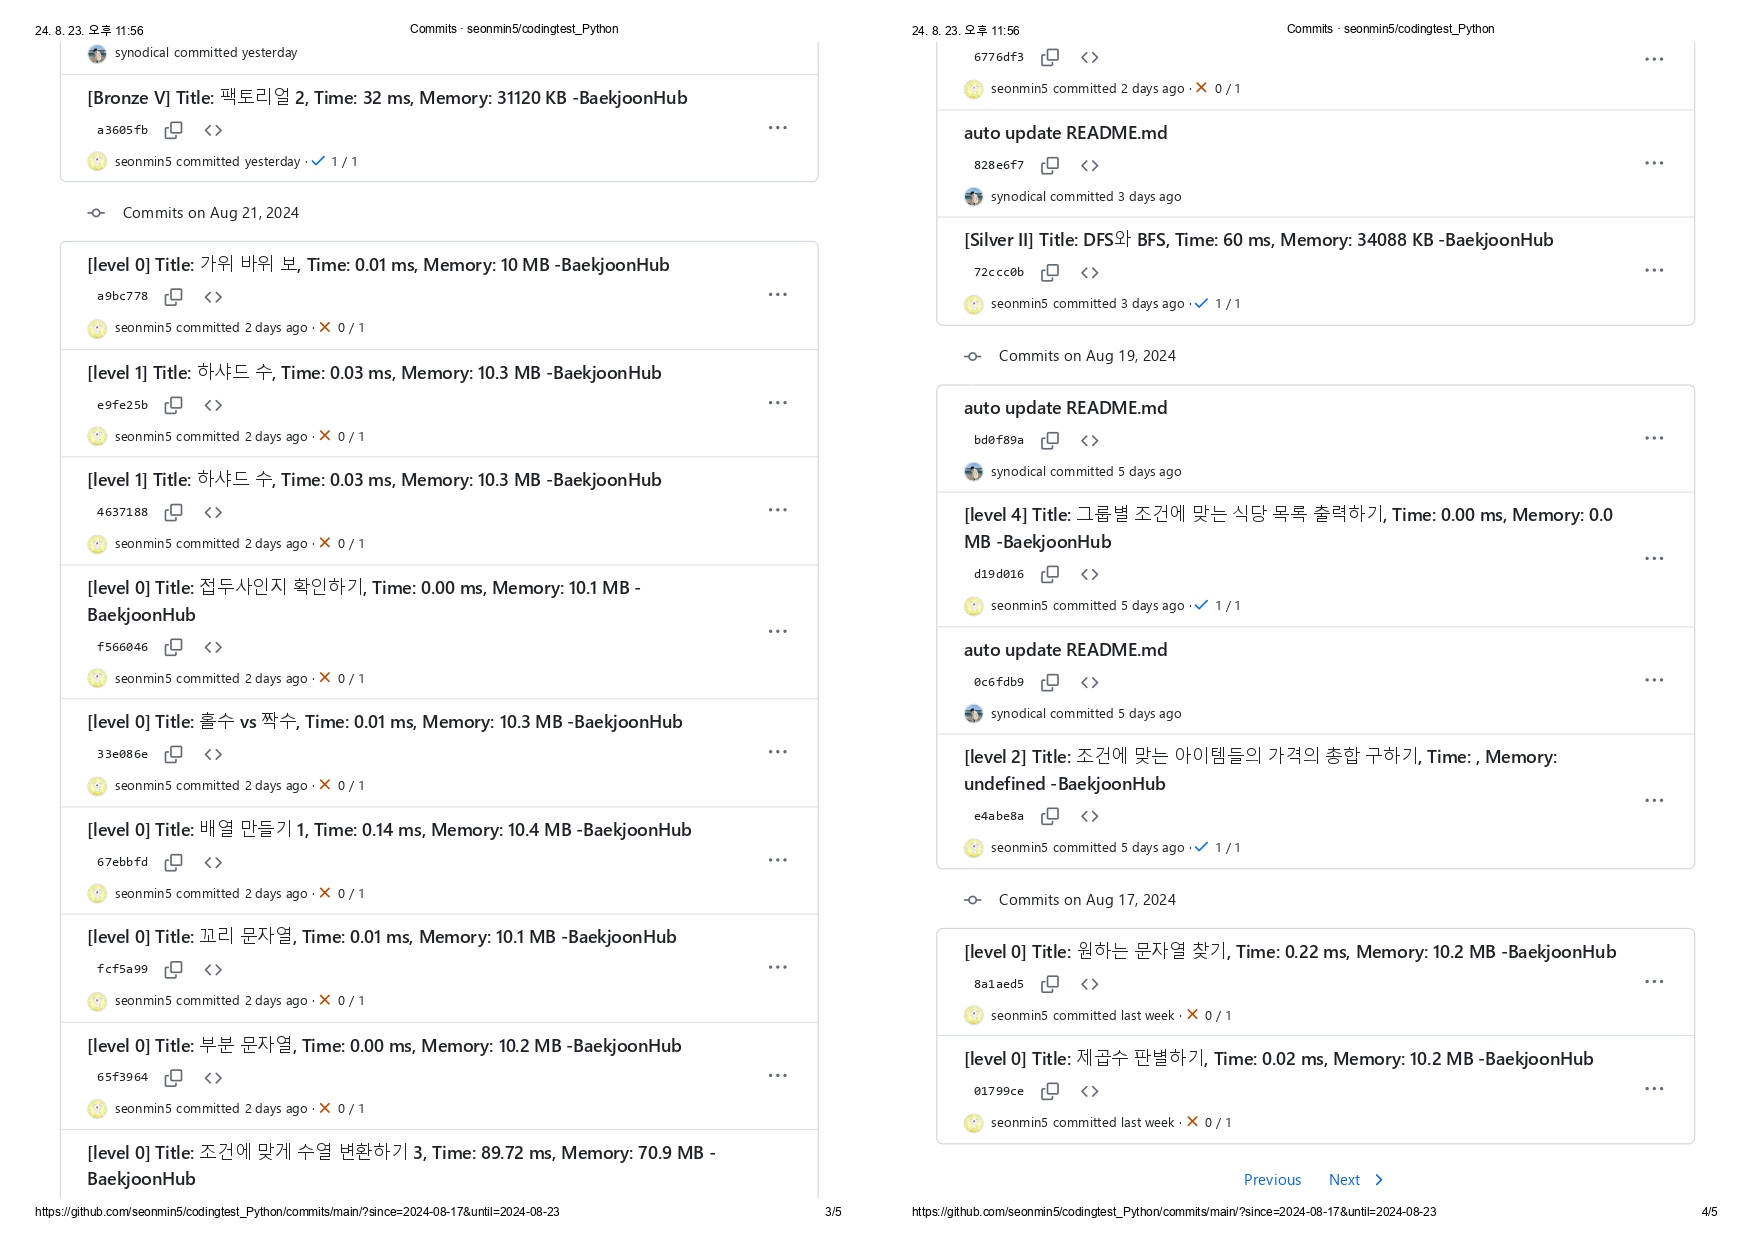 24. 8. 23. 오후 11:56
Commits · seonmin5/codingtest_Python
synodical committed yesterday
[Bronze V] Title: 팩토리얼 2, Time: 32 ms, Memory: 31120 KB -BaekjoonHub
a3605fb
seonmin5 committed yesterday · 1 / 1
Commits on Aug 21, 2024
[level 0] Title: 가위 바위 보, Time: 0.01 ms, Memory: 10 MB -BaekjoonHub
a9bc778
seonmin5 committed 2 days ago · 0 / 1
[level 1] Title: 하샤드 수, Time: 0.03 ms, Memory: 10.3 MB -BaekjoonHub
e9fe25b
seonmin5 committed 2 days ago · 0 / 1
[level 1] Title: 하샤드 수, Time: 0.03 ms, Memory: 10.3 MB -BaekjoonHub
4637188
seonmin5 committed 2 days ago · 0 / 1
[level 0] Title: 접두사인지 확인하기, Time: 0.00 ms, Memory: 10.1 MB -
BaekjoonHub
f566046
seonmin5 committed 2 days ago · 0 / 1
[level 0] Title: 홀수 vs 짝수, Time: 0.01 ms, Memory: 10.3 MB -BaekjoonHub
33e086e
seonmin5 committed 2 days ago · 0 / 1
[level 0] Title: 배열 만들기 1, Time: 0.14 ms, Memory: 10.4 MB -BaekjoonHub
67ebbfd
seonmin5 committed 2 days ago · 0 / 1
[level 0] Title: 꼬리 문자열, Time: 0.01 ms, Memory: 10.1 MB -BaekjoonHub
fcf5a99
seonmin5 committed 2 days ago · 0 / 1
[level 0] Title: 부분 문자열, Time: 0.00 ms, Memory: 10.2 MB -BaekjoonHub
65f3964
seonmin5 committed 2 days ago · 0 / 1
[level 0] Title: 조건에 맞게 수열 변환하기 3, Time: 89.72 ms, Memory: 70.9 MB -
BaekjoonHub
https://github.com/seonmin5/codingtest_Python/commits/main/?since=2024-08-17&until=2024-08-23
3/5
24. 8. 23. 오후 11:56
Commits · seonmin5/codingtest_Python
6776df3
seonmin5 committed 2 days ago · 0 / 1
auto update README.md
828e6f7
synodical committed 3 days ago
[Silver II] Title: DFS와 BFS, Time: 60 ms, Memory: 34088 KB -BaekjoonHub
72ccc0b
seonmin5 committed 3 days ago · 1 / 1
Commits on Aug 19, 2024
auto update README.md
bd0f89a
synodical committed 5 days ago
[level 4] Title: 그룹별 조건에 맞는 식당 목록 출력하기, Time: 0.00 ms, Memory: 0.0
MB -BaekjoonHub
d19d016
seonmin5 committed 5 days ago · 1 / 1
auto update README.md
0c6fdb9
synodical committed 5 days ago
[level 2] Title: 조건에 맞는 아이템들의 가격의 총합 구하기, Time: , Memory:
undefined -BaekjoonHub
e4abe8a
seonmin5 committed 5 days ago · 1 / 1
Commits on Aug 17, 2024
[level 0] Title: 원하는 문자열 찾기, Time: 0.22 ms, Memory: 10.2 MB -BaekjoonHub
8a1aed5
seonmin5 committed last week · 0 / 1
[level 0] Title: 제곱수 판별하기, Time: 0.02 ms, Memory: 10.2 MB -BaekjoonHub
01799ce
seonmin5 committed last week · 0 / 1
Previous Next
https://github.com/seonmin5/codingtest_Python/commits/main/?since=2024-08-17&until=2024-08-23
4/5